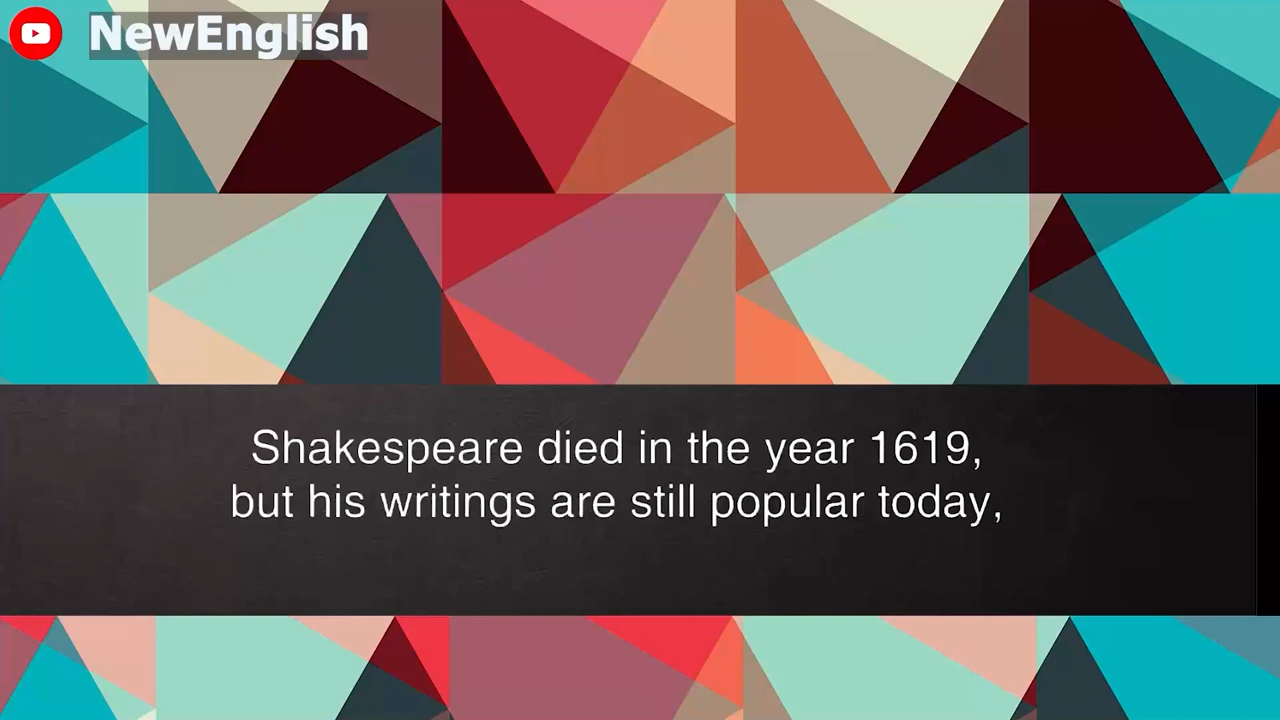 NewEnglish
Shakespeare died in the year 1619,
but his writings are still popular today,